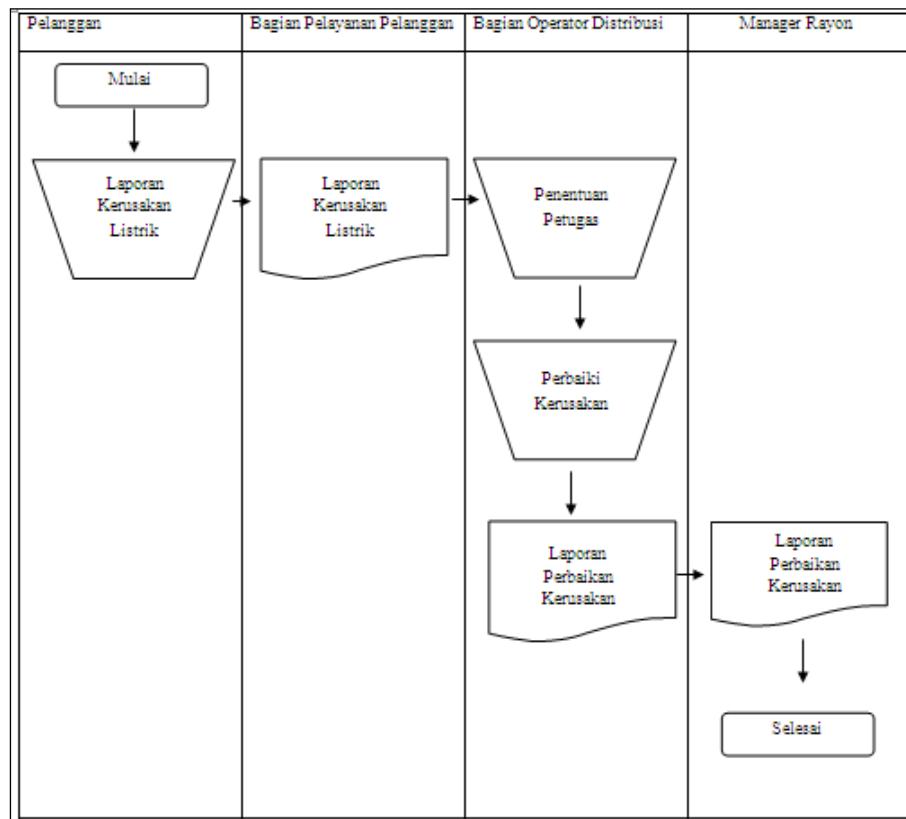 Pelanggan
Bagian Pelayanan Pelanggan
Bagian Operator Distribusi
Manager Rayon
Mulai
Laporan
Kerusakan
Listrik
Laporan
Kerusakan
Listrik
Penentuan
Petugas
Perbaiki
Kerusakan
Laporan
Perbaikan
Kerusakan
Laporan
Perbaikan
Kerusakan
Selesai